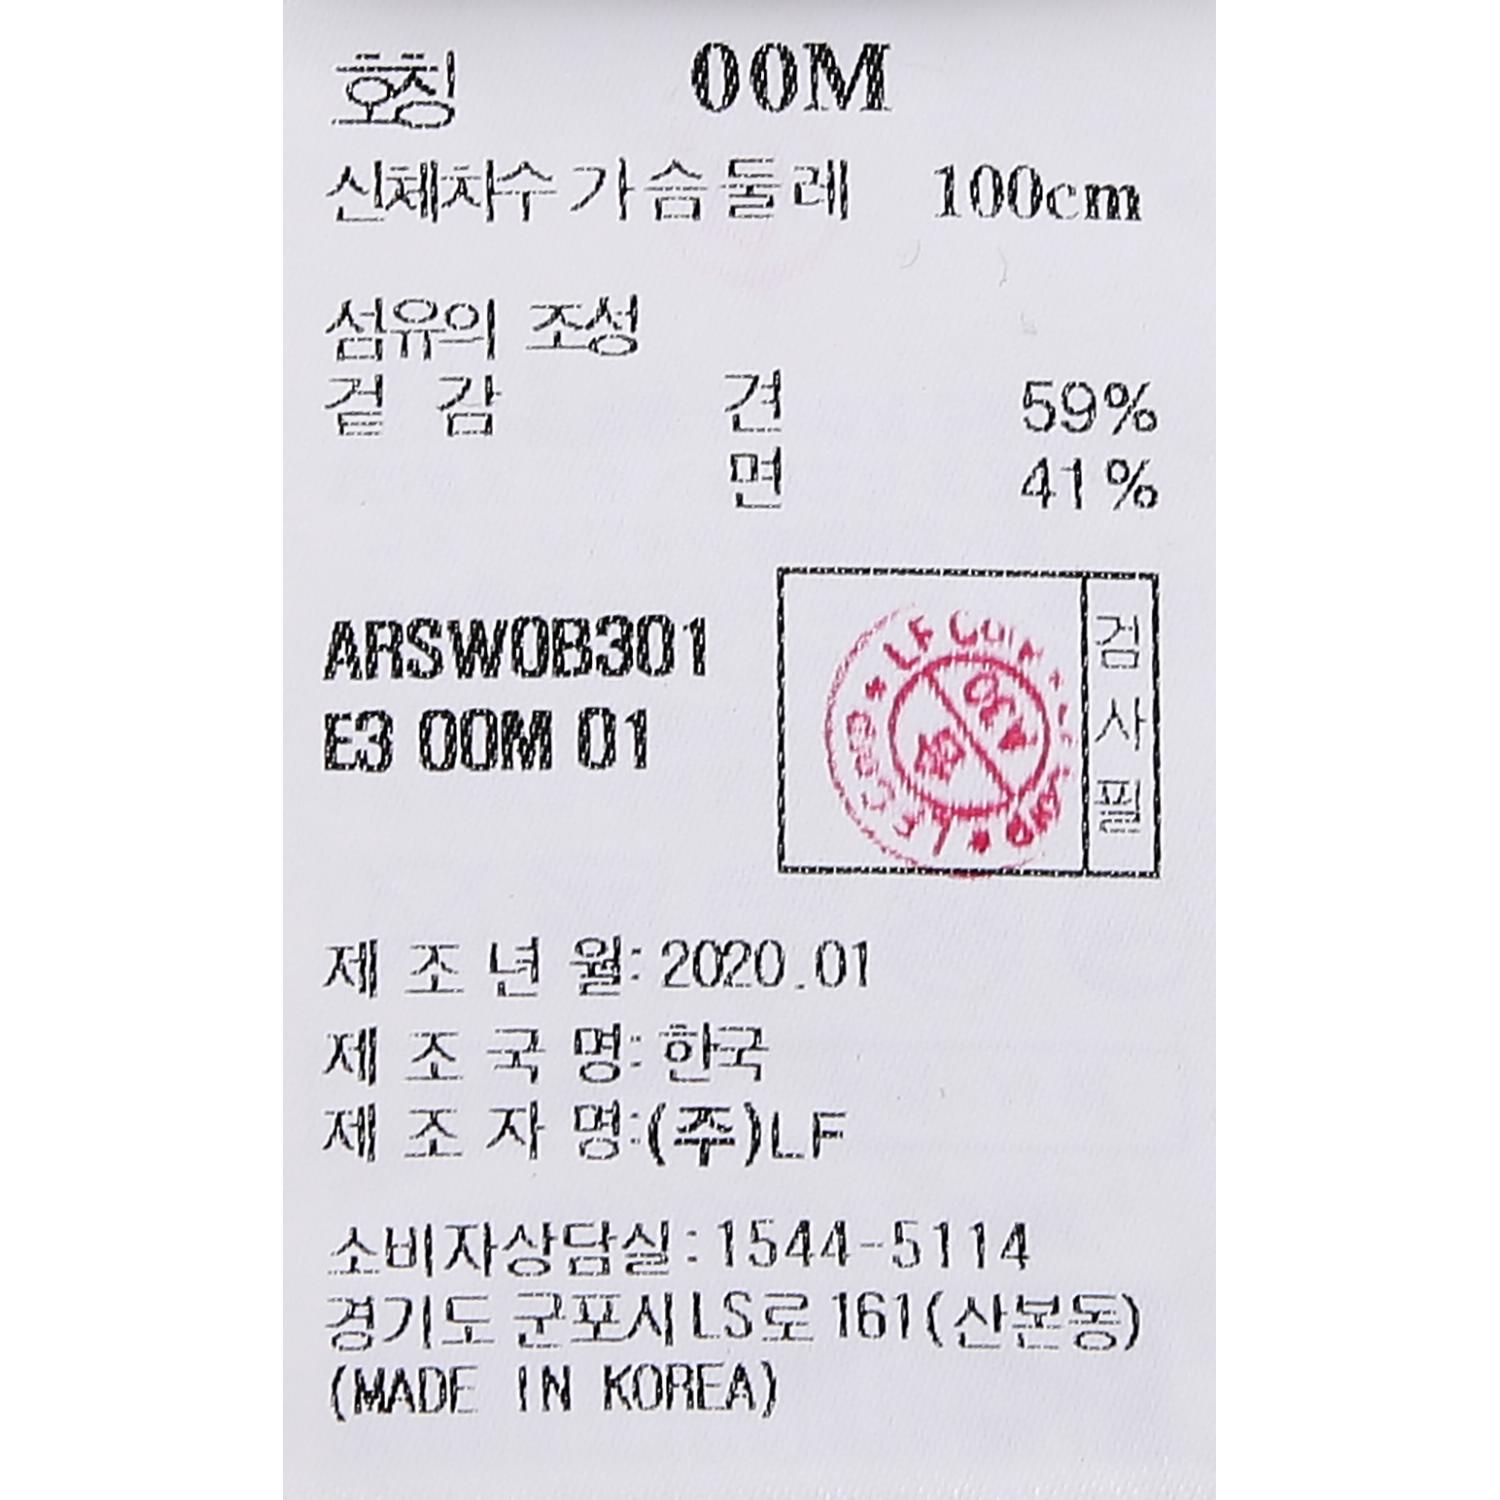 호칭 00M
신체치수 가슴둘레 100cm
섬유의 조성
겉 감 견 59%
면 41%
ARSW0B301
E3 00M 01
검사필
LF
제 조 년 월: 2020.01
제 조 국 명: 한국
제 조 자 명:(주)LF
소비자상담실:1544-5114
경기도 군포시 LS로 161(산본동)
(MADE IN KOREA)